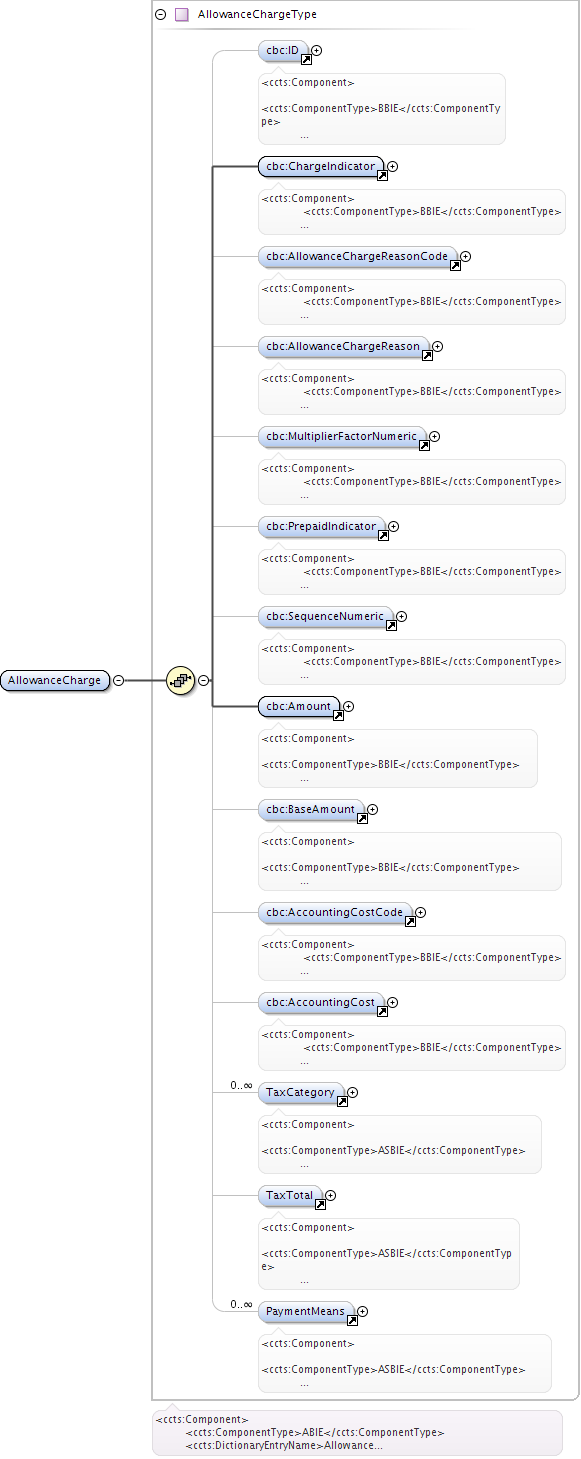 AllowanceChargeType
cbc:ID
<ccts:Component>
<ccts:ComponentType>BBIE</ccts:ComponentTy
pe>
...
cbc:ChargeIndicator
<ccts:Component>
<ccts:ComponentType>BBIE</ccts:ComponentType>
...
cbc:AllowanceChargeReasonCode
<ccts:Component>
<ccts:ComponentType>BBIE</ccts:ComponentType>
...
cbc:AllowanceChargeReason
<ccts:Component>
<ccts:ComponentType>BBIE</ccts:ComponentType>
...
cbc:MultiplierFactorNumeric
<ccts:Component>
<ccts:ComponentType>BBIE</ccts:ComponentType>
...
cbc:PrepaidIndicator
<ccts:Component>
<ccts:ComponentType>BBIE</ccts:ComponentType>
...
cbc:SequenceNumeric
<ccts:Component>
<ccts:ComponentType>BBIE</ccts:ComponentType>
...
AllowanceCharge
cbc:Amount
<ccts:Component>
<ccts:ComponentType>BBIE</ccts:ComponentType>
...
cbc:BaseAmount
<ccts:Component>
<ccts:ComponentType>BBIE</ccts:ComponentType>
...
cbc:AccountingCostCode
<ccts:Component>
<ccts:ComponentType>BBIE</ccts:ComponentType>
...
cbc:AccountingCost
<ccts:Component>
<ccts:ComponentType>BBIE</ccts:ComponentType>
...
0..∞
TaxCategory
<ccts:Component>
<ccts:ComponentType>ASBIE</ccts:ComponentType>
...
TaxTotal
<ccts:Component>
<ccts:ComponentType>ASBIE</ccts:ComponentTyp
e>
...
0..∞
PaymentMeans
<ccts:Component>
<ccts:ComponentType>ASBIE</ccts:ComponentType>
...
<ccts:Component>
<ccts:ComponentType>ABIE</ccts:ComponentType>
<ccts:DictionaryEntryName>Allowance...